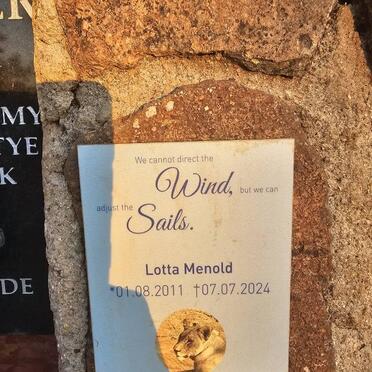 MY
TYE
K
DE
We cannot direct the
Wind, but we can
adjust the Sails.
Lotta Menold
*01.08.2011 †07.07.2024